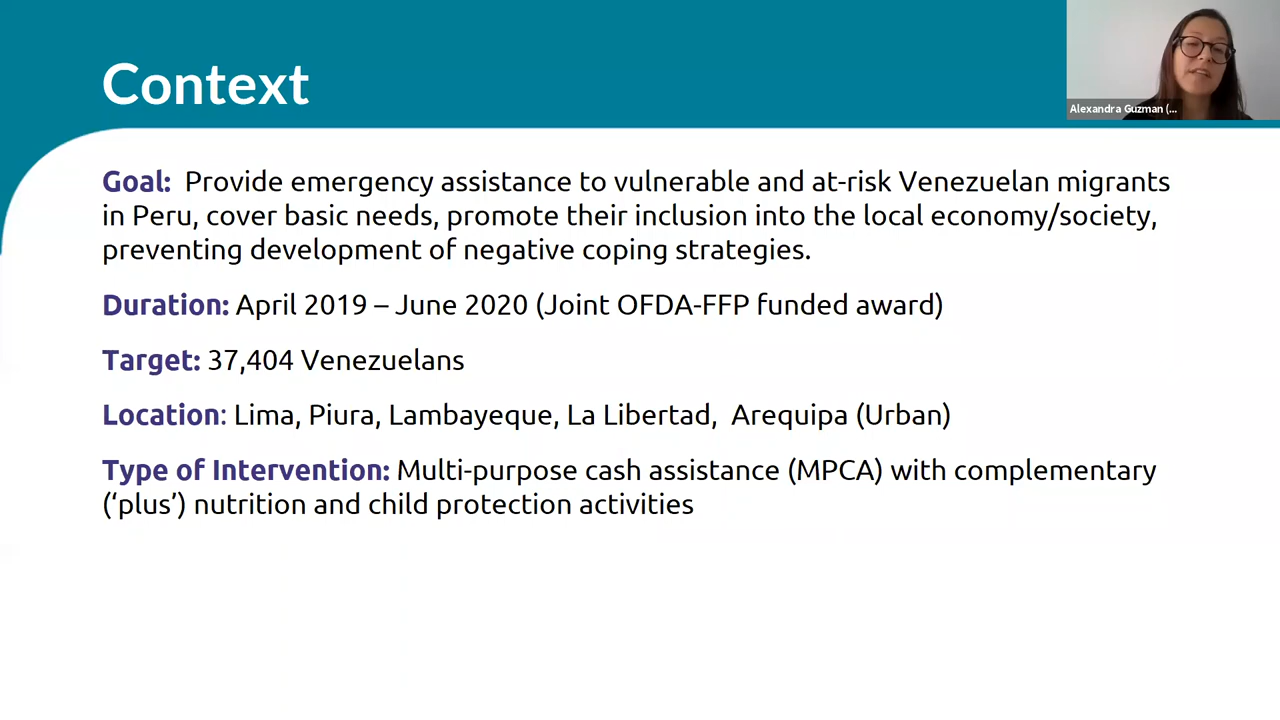 Context
Alexandra Guzman (...
Goal:  Provide emergency assistance to vulnerable and at-risk Venezuelan migrants
in Peru, cover basic needs, promote their inclusion into the local economy/society,
preventing development of negative coping strategies.
Duration: April 2019 – June 2020 (Joint OFDA-FFP funded award)
Target: 37,404 Venezuelans
Location: Lima, Piura, Lambayeque, La Libertad,  Arequipa (Urban)
Type of Intervention: Multi-purpose cash assistance (MPCA) with complementary
(‘plus’) nutrition and child protection activities